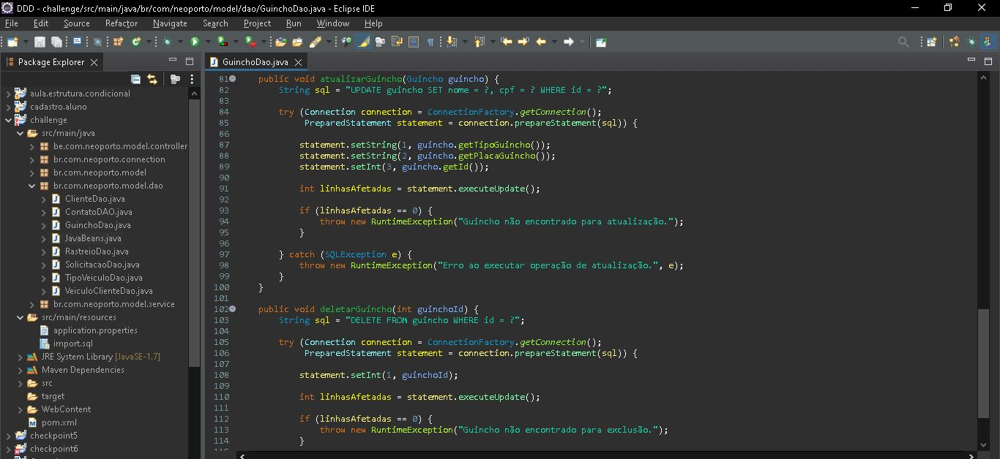 DDD - challenge/src/main/java/br/com/neoporto/model/dao/GuinchoDao.java - Eclipse IDE
File Edit Source Refactor Navigate Search Project Run Window Help
Package Explorer
aula.estrutura.condicional
cadastro.aluno
challenge
src/main/java
be.com.neoporto.model.controller
br.com.neoporto.connection
br.com.neoporto.model
br.com.neoporto.model.dao
ClienteDao.java
ContatoDAO.java
GuinchoDao.java
JavaBeans.java
RastreioDao.java
SolicitacaoDao.java
TipoVeiculoDao.java
VeiculoClienteDao.java
br.com.neoporto.model.service
src/main/resources
application.properties
import.sql
JRE System Library [JavaSE-1.7]
Maven Dependencies
src
target
WebContent
pom.xml
checkpoint5
checkpoint6
GuinchoDao.java
81 public void atualizarGuincho(Guincho guincho) {
82 String sql = "UPDATE guincho SET nome = ?, cpf = ? WHERE id = ?";
83
84 try (Connection connection = ConnectionFactory.getConnection();
85 PreparedStatement statement = connection.prepareStatement(sql)) {
86
87 statement.setString(1, guincho.getTipoGuincho());
88 statement.setString(2, guincho.getPlacaGuincho());
89 statement.setInt(3, guincho.getId());
90
91 int linhasAfetadas = statement.executeUpdate();
92
93 if (linhasAfetadas == 0) {
94 throw new RuntimeException("Guincho não encontrado para atualização.");
95 }
96
97 } catch (SQLException e) {
98 throw new RuntimeException("Erro ao executar operação de atualização.", e);
99 }
100 }
101
102 public void deletarGuincho(int guinchoId) {
103 String sql = "DELETE FROM guincho WHERE id = ?";
104
105 try (Connection connection = ConnectionFactory.getConnection();
106 PreparedStatement statement = connection.prepareStatement(sql)) {
107
108 statement.setInt(1, guinchoId);
109
110 int linhasAfetadas = statement.executeUpdate();
111
112 if (linhasAfetadas == 0) {
113 throw new RuntimeException("Guincho não encontrado para exclusão.");
114 }